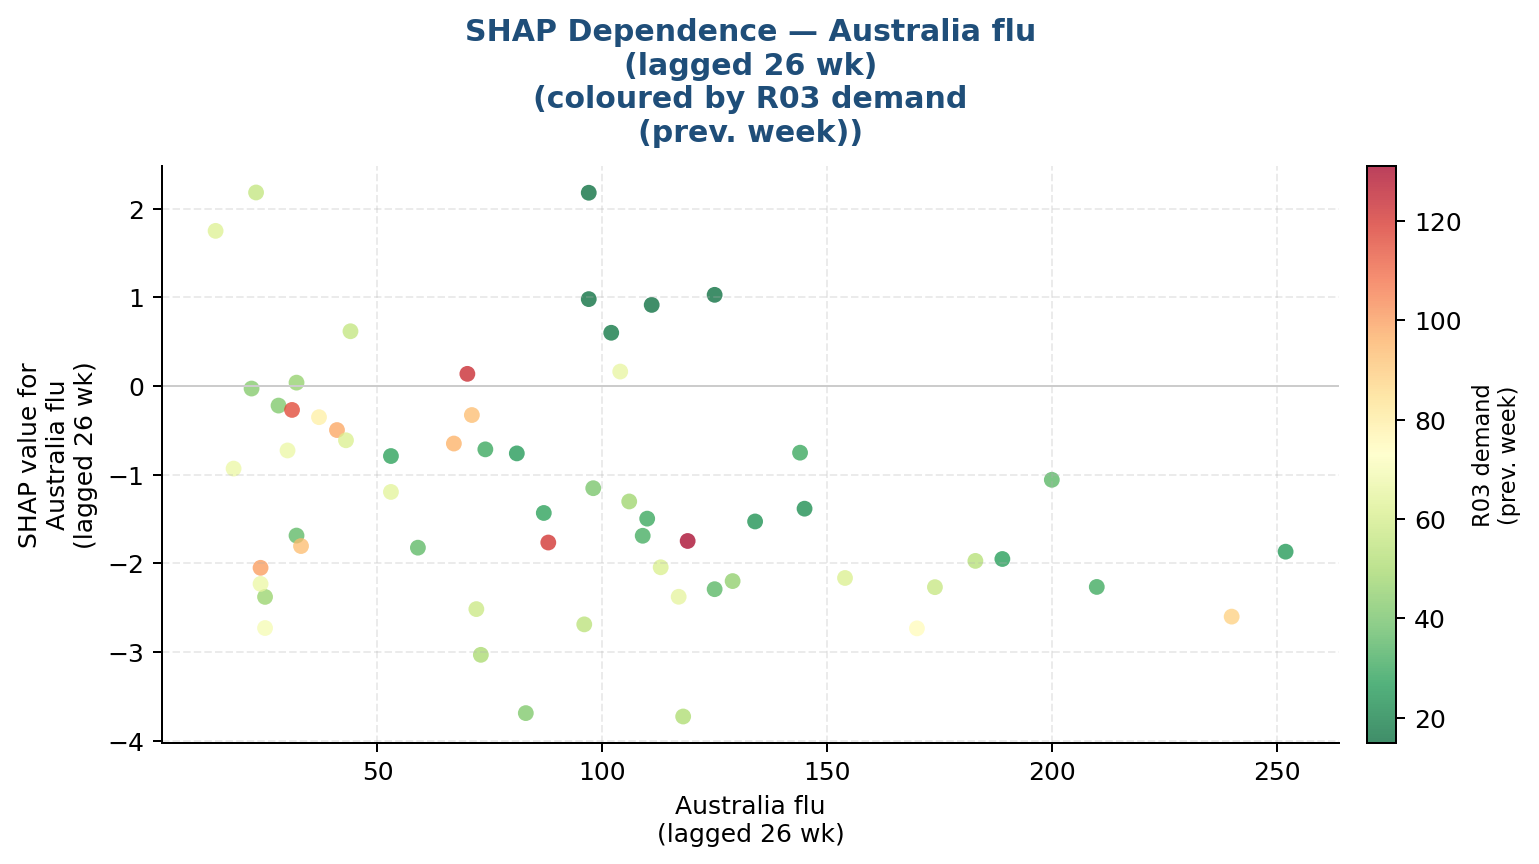 SHAP Dependence — Australia flu
(lagged 26 wk)
(coloured by R03 demand
(prev. week))
SHAP value for
Australia flu
(lagged 26 wk)
2
1
0
−1
−2
−3
−4
50
100
150
200
250
Australia flu
(lagged 26 wk)
120
100
80
60
40
20
R03 demand
(prev. week)